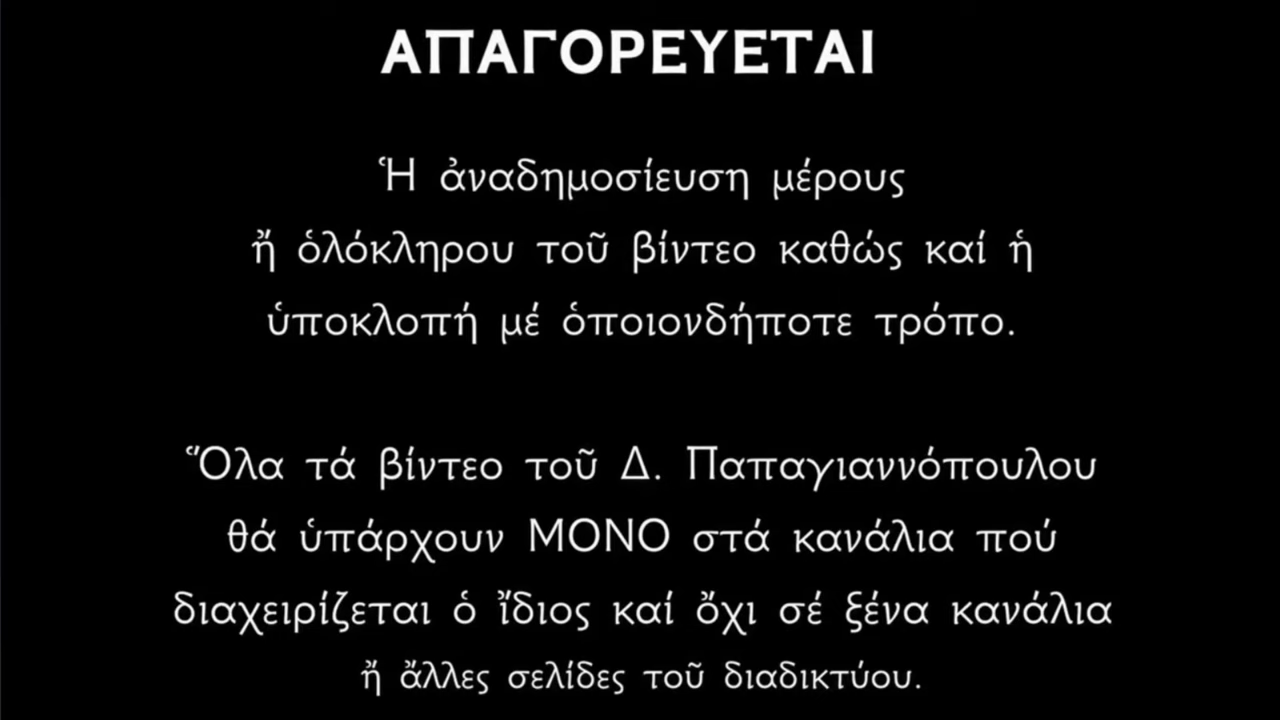 ΑΠΑΓΟΡΕΥΕΤΑΙ
Ἡ ἀναδημοσίευση μέρους
ἤ ὁλόκληρου τοῦ βίντεο καθώς καί ἡ
ὑποκλοπή μέ ὁποιονδήποτε τρόπο.
Ὅλα τά βίντεο τοῦ Δ. Παπαγιαννόπουλου
θά ὑπάρχουν ΜΟΝΟ στά κανάλια πού
διαχειρίζεται ὁ ἴδιος καί ὄχι σέ ξένα κανάλια
ἤ ἄλλες σελίδες τοῦ διαδικτύου.